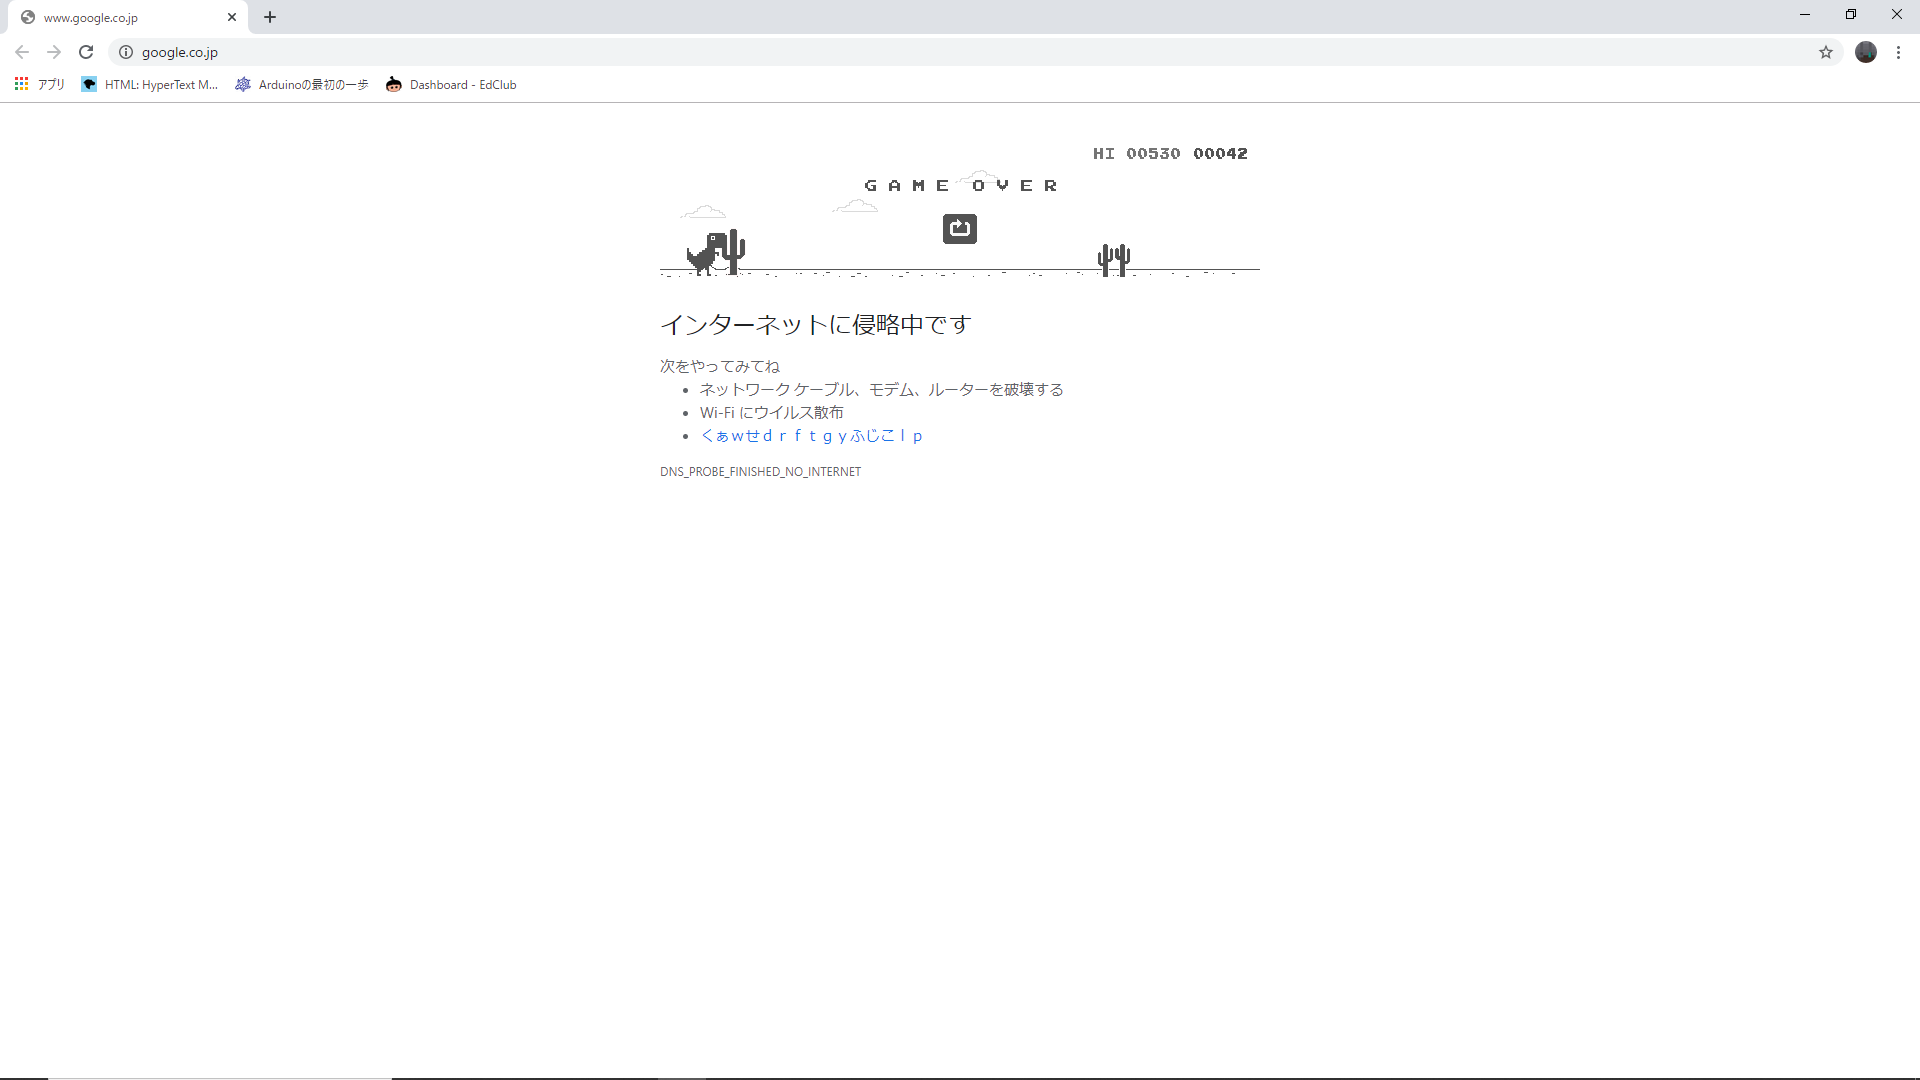 www.google.co.jp
google.co.jp
アプリ HTML: HyperText M... Arduinoの最初の一歩 Dashboard - EdClub
HI 00530 00042
GAME OVER
インターネットに侵略中です
次をやってみてね
ネットワーク ケーブル、モデム、ルーターを破壊する
Wi-Fi にウイルス散布
くぁｗせｄｒｆｔｇｙふじこｌｐ
DNS_PROBE_FINISHED_NO_INTERNET